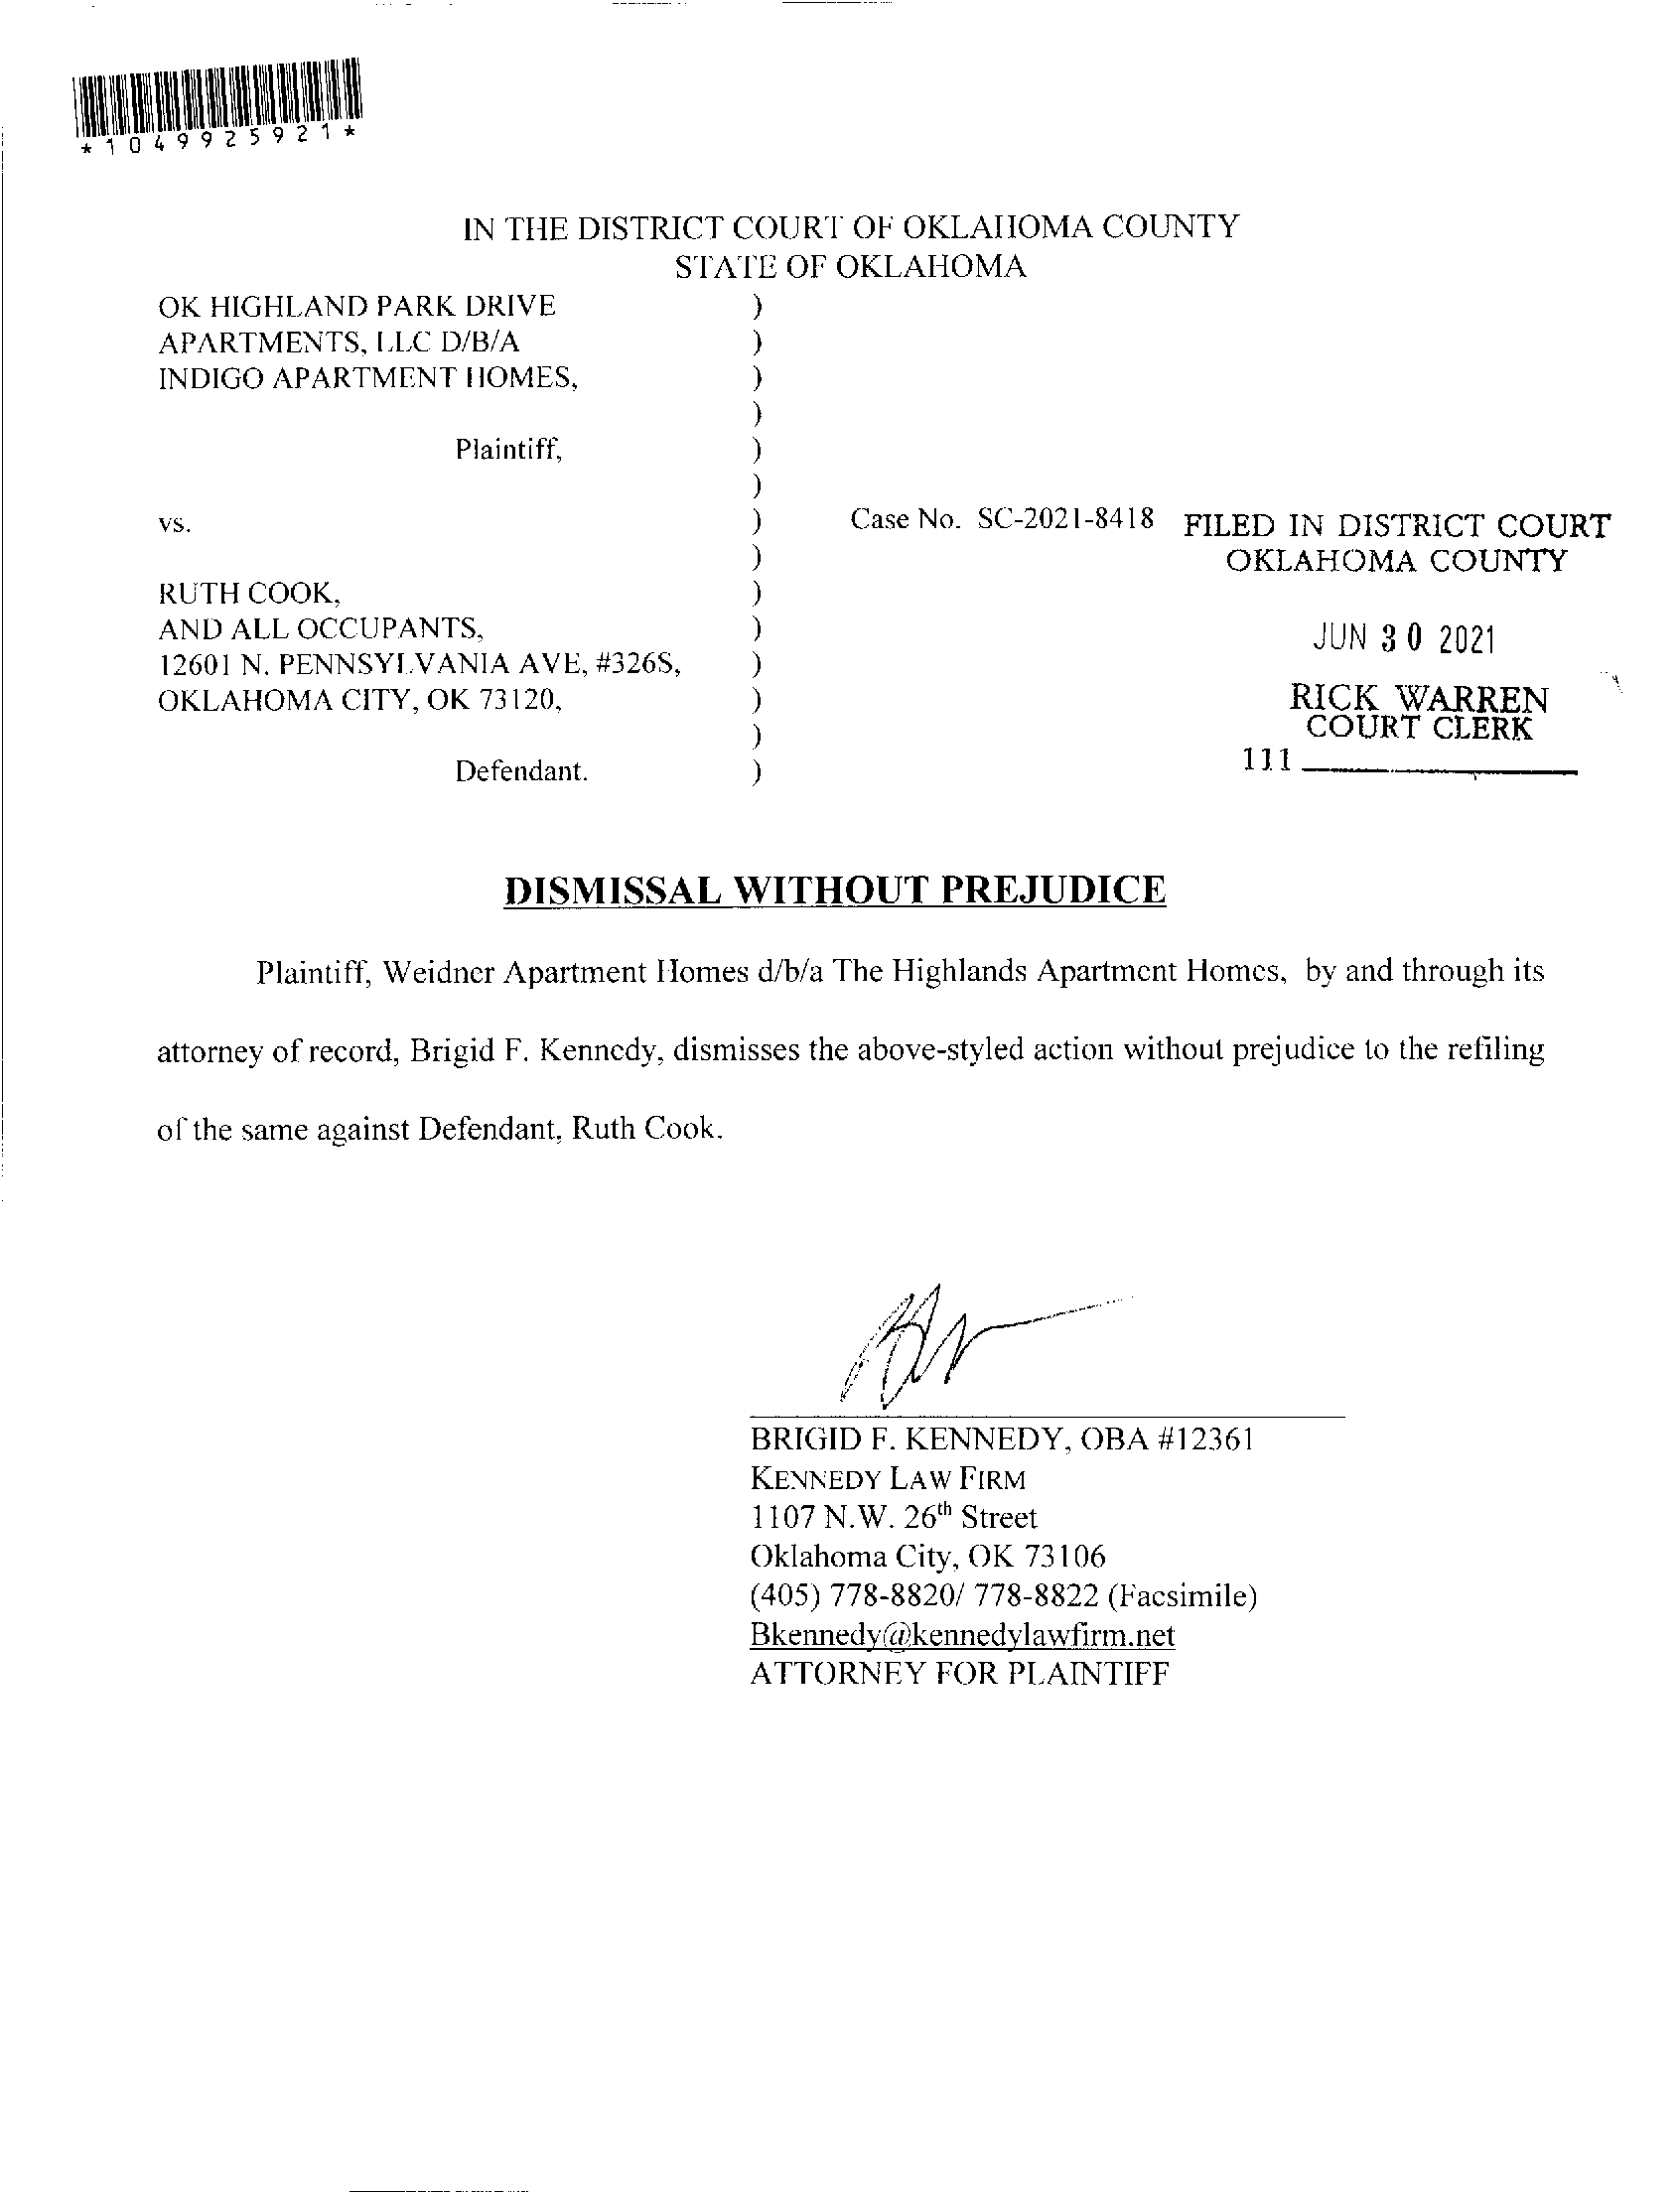 *1049925921*
IN THE DISTRICT COURT OF OKLAHOMA COUNTY
STATE OF OKLAHOMA
OK HIGHLAND PARK DRIVE )
APARTMENTS, LLC D/B/A )
INDIGO APARTMENT HOMES, )
)
Plaintiff, )
)
vs. ) Case No. SC-2021-8418
)
RUTH COOK, )
AND ALL OCCUPANTS, )
12601 N. PENNSYLVANIA AVE, #326S, )
OKLAHOMA CITY, OK 73120, )
)
Defendant. )
FILED IN DISTRICT COURT
OKLAHOMA COUNTY
JUN 30 2021
RICK WARREN
COURT CLERK
111
DISMISSAL WITHOUT PREJUDICE
Plaintiff, Weidner Apartment Homes d/b/a The Highlands Apartment Homes, by and through its
attorney of record, Brigid F. Kennedy, dismisses the above-styled action without prejudice to the refiling
of the same against Defendant, Ruth Cook.
BRIGID F. KENNEDY, OBA #12361
KENNEDY LAW FIRM
1107 N.W. 26th Street
Oklahoma City, OK 73106
(405) 778-8820/ 778-8822 (Facsimile)
Bkennedy@kennedylawfirm.net
ATTORNEY FOR PLAINTIFF